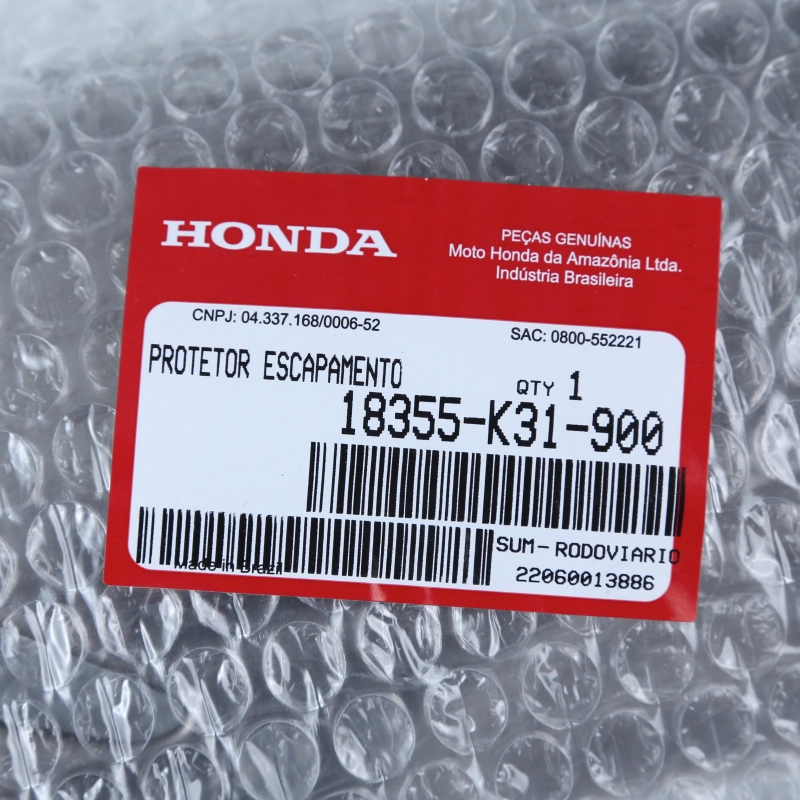 HONDA
PEÇAS GENUÍNAS
Moto Honda da Amazônia Ltda.
Indústria Brasileira
CNPJ: 04.337.168/0006-52
SAC: 0800-552221
PROTETOR ESCAPAMENTO
QTY 1
18355-K31-900
SUM-RODOVIARIO
Made in Brazil
22060013886